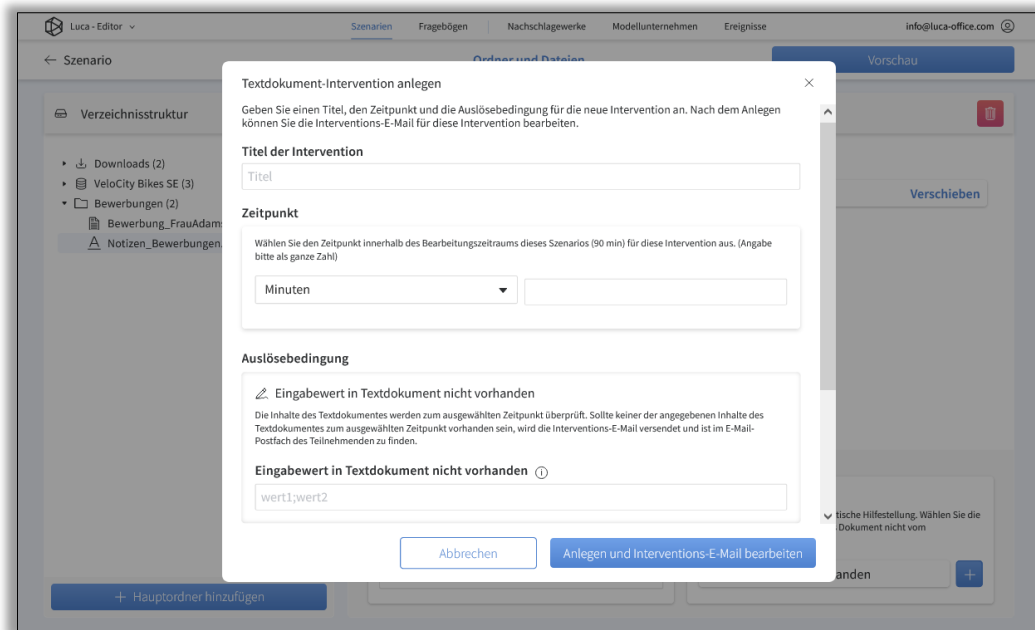 Luca - Editor
Szenarien
Fragebögen
Nachschlagewerke
Modellunternehmen
Ereignisse
info@luca-office.com
Szenario
Ordner und Dateien
Vorschau
Verzeichnisstruktur
Downloads (2)
VeloCity Bikes SE (3)
Bewerbungen (2)
Bewerbung_FrauAdams
Notizen_Bewerbungen.
Verschieben
Textdokument-Intervention anlegen
Geben Sie einen Titel, den Zeitpunkt und die Auslösebedingung für die neue Intervention an. Nach dem Anlegen
können Sie die Interventions-E-Mail für diese Intervention bearbeiten.
Titel der Intervention
Titel
Zeitpunkt
Wählen Sie den Zeitpunkt innerhalb des Bearbeitungszeitraums dieses Szenarios (90 min) für diese Intervention aus. (Angabe
bitte als ganze Zahl)
Minuten
Auslösebedingung
Eingabewert in Textdokument nicht vorhanden
Die Inhalte des Textdokumentes werden zum ausgewählten Zeitpunkt überprüft. Sollte keiner der angegebenen Inhalte des
Textdokumentes zum ausgewählten Zeitpunkt vorhanden sein, wird die Interventions-E-Mail versendet und ist im E-Mail-
Postfach des Teilnehmenden zu finden.
Eingabewert in Textdokument nicht vorhanden
wert1;wert2
Abbrechen
Anlegen und Interventions-E-Mail bearbeiten
tische Hilfestellung. Wählen Sie die
Dokument nicht vom
anden
Hauptordner hinzufügen